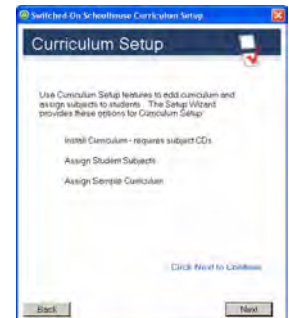 Switched-On Schoolhouse Curriculum Setup
Curriculum Setup
Use Curriculum Setup features to add curriculum and
assign subjects to students. The Setup Wizard
provides these options for Curriculum Setup:
Install Curriculum - requires subject CDs
Assign Student Subjects
Assign Sample Curriculum
Click Next to Continue
Back
Next